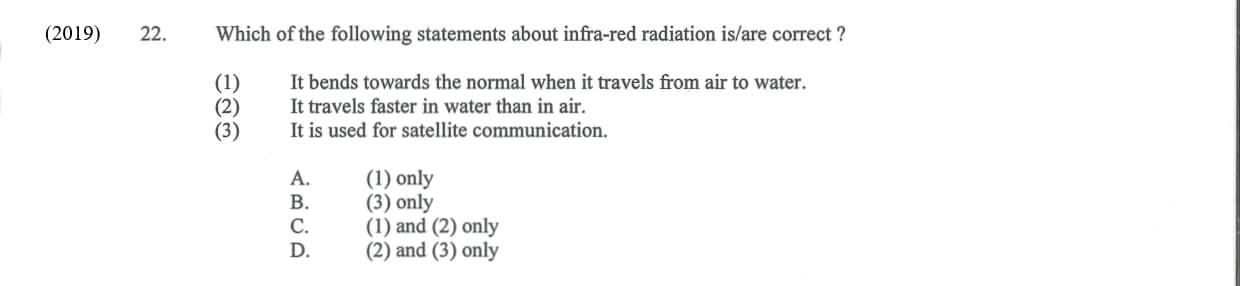 (2019) 22. Which of the following statements about infra-red radiation is/are correct ?
(1) It bends towards the normal when it travels from air to water.
(2) It travels faster in water than in air.
(3) It is used for satellite communication.
A. (1) only
B. (3) only
C. (1) and (2) only
D. (2) and (3) only